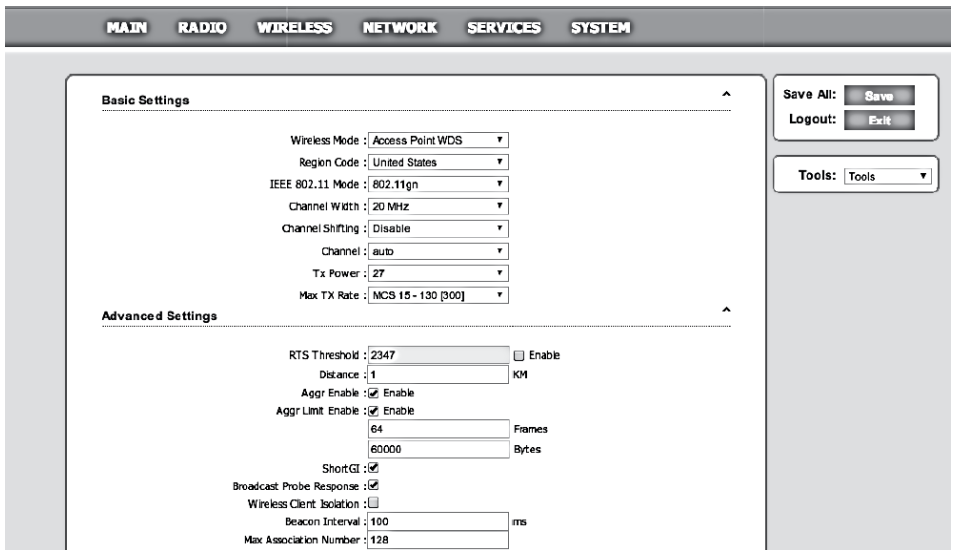 MAIN RADIO WIRELESS NETWORK SERVICES SYSTEM
Basic Settings
Wireless Mode : Access Point WDS
Region Code : United States
IEEE 802.11 Mode : 802.11gn
Channel Width : 20 MHz
Channel Shifting : Disable
Channel : auto
Tx Power : 27
Max TX Rate : MCS 15 - 130 [300]
Advanced Settings
RTS Threshold : 2347 Enable
Distance : 1 KM
Aggr Enable : Enable
Aggr Limit Enable : Enable
64 Frames
60000 Bytes
ShortGI :
Broadcast Probe Response :
Wireless Client Isolation :
Beacon Interval : 100 ms
Max Association Number : 128
Save All: Save
Logout: Exit
Tools: Tools